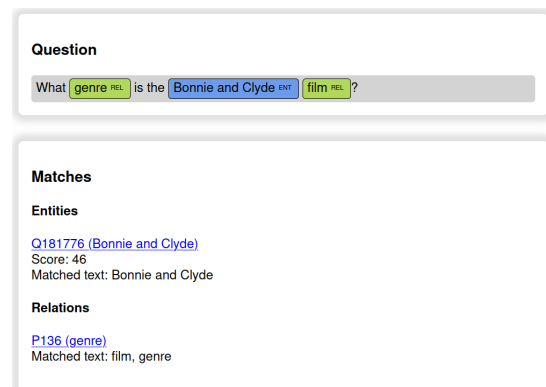 Question
What genre REL is the Bonnie and Clyde ENT film REL ?
Matches
Entities
Q181776 (Bonnie and Clyde)
Score: 46
Matched text: Bonnie and Clyde
Relations
P136 (genre)
Matched text: film, genre